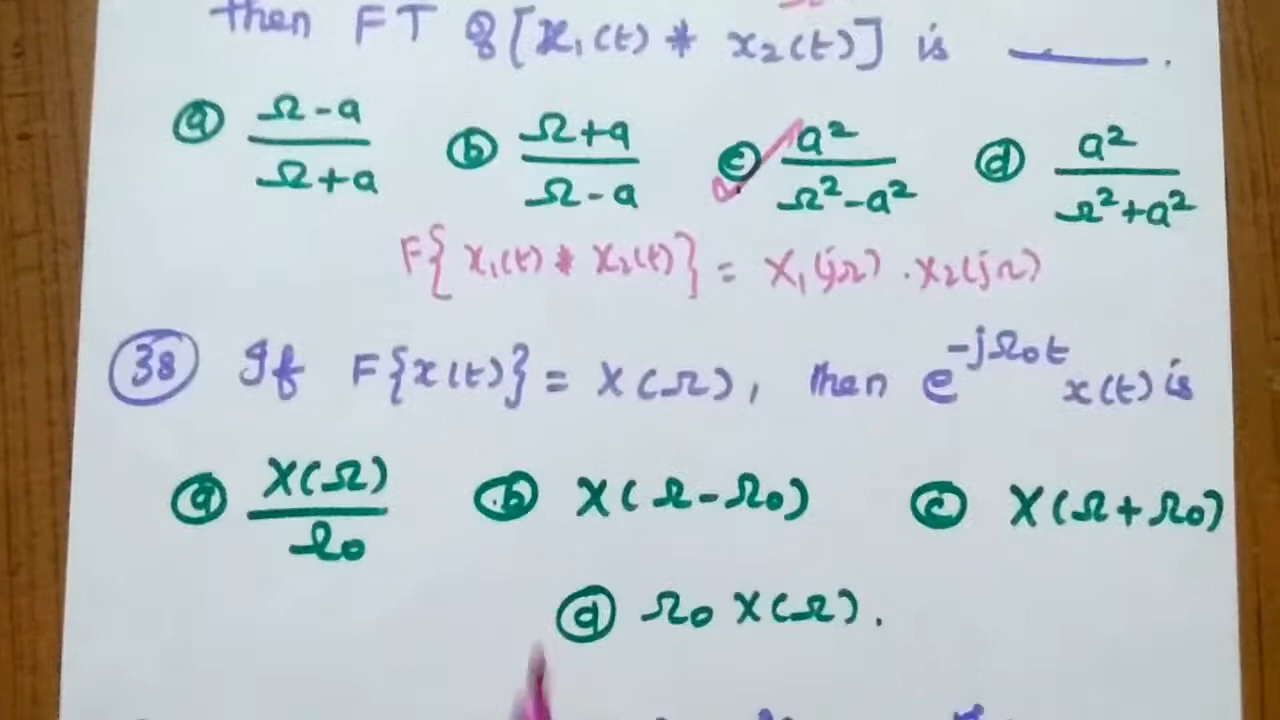 then FT of [x₁(t) * x₂(t)] is ____.
ⓐ Ω-a / Ω+a ⓑ Ω+a / Ω-a ⓒ a² / Ω²-a² ⓓ a² / Ω²+a²
F{x₁(t) * x₂(t)} = X₁(jΩ) . X₂(jΩ)
㊳ If F{x(t)} = X(Ω), then e^-jΩ₀t x(t) is
ⓐ X(Ω) / Ω₀ ⓑ X(Ω-Ω₀) ⓒ X(Ω+Ω₀)
ⓓ Ω₀ X(Ω).